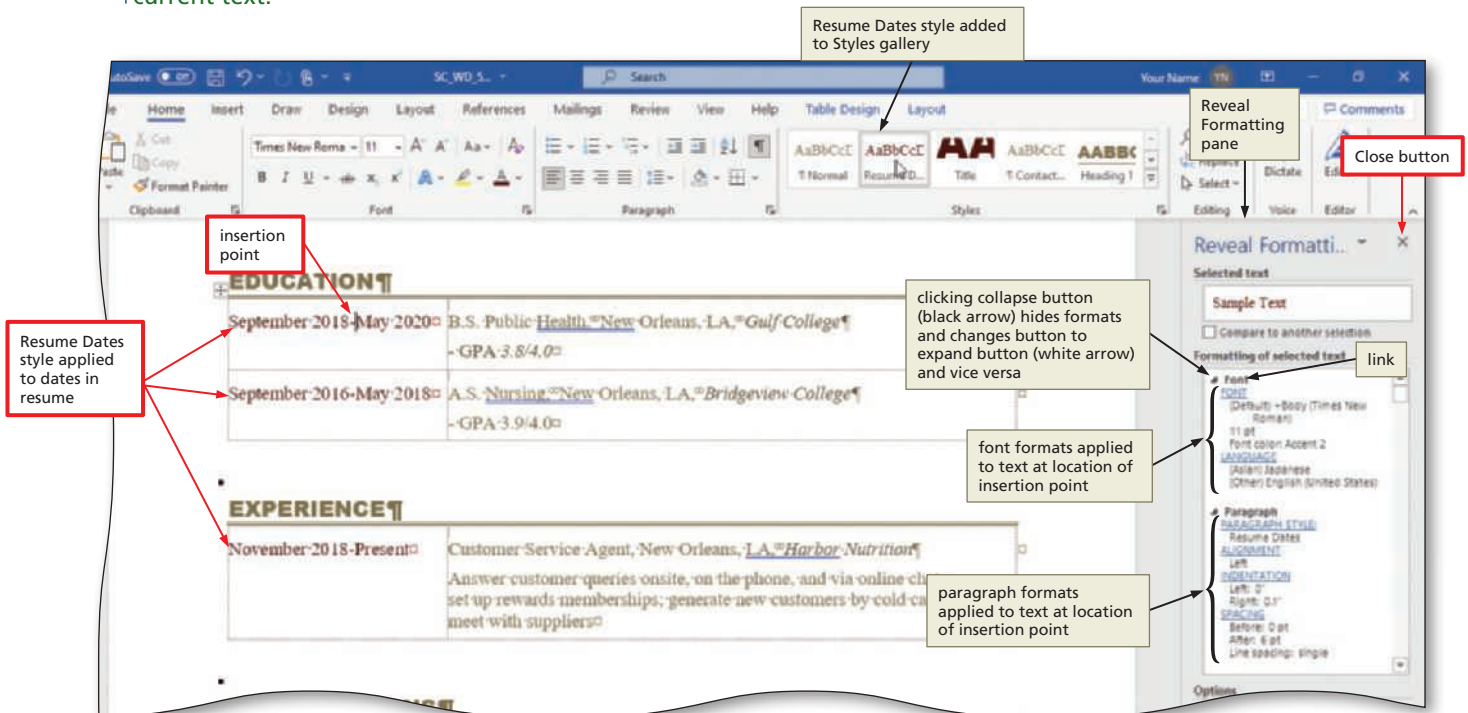 current text.
Resume Dates style added
to Styles gallery
AutoSave Off SC_WD_5... Search Your Name YN
Home Insert Draw Design Layout References Mailings Review View Help Table Design Layout Comments
Reveal
Formatting
pane
Close button
Cut
Copy
Format Painter
Times New Roma 11 Aa
B I U
AaBbCcI AaBbCcI AA AaBbCcI AABBC
¶ Normal Resume D... Title ¶ Contact... Heading 1
Replace
Select
Dictate
Clipboard Font Paragraph Styles Editing Voice Editor
insertion
point
Reveal Formatti...
Selected text
Sample Text
Compare to another selection
Formatting of selected text
link
EDUCATION¶
September·2018-May·2020¤ B.S.·Public·Health,·New·Orleans,·LA,·Gulf·College¶
-·GPA·3.8/4.0¤
September·2016-May·2018¤ A.S.·Nursing,·New·Orleans,·LA,·Bridgeview·College¶
-·GPA·3.9/4.0¤
Resume Dates
style applied
to dates in
resume
clicking collapse button
(black arrow) hides formats
and changes button to
expand button (white arrow)
and vice versa
font formats applied
to text at location of
insertion point
Font
FONT
(Default) +Body (Times New
Roman)
11 pt
Font color: Accent 2
LANGUAGE
(Asian) Japanese
(Other) English (United States)
EXPERIENCE¶
November·2018-Present¤ Customer·Service·Agent,·New·Orleans,·LA,·Harbor·Nutrition¶
Answer·customer·queries·onsite,·on·the·phone,·and·via·online
set·up·rewards·memberships;·generate·new·customers·by·cold
meet·with·suppliers¤
paragraph formats
applied to text at location
of insertion point
Paragraph
PARAGRAPH STYLE
Resume Dates
ALIGNMENT
Left
INDENTATION
Left: 0"
Right: 0.1"
SPACING
Before: 0 pt
After: 6 pt
Line spacing: single
Options